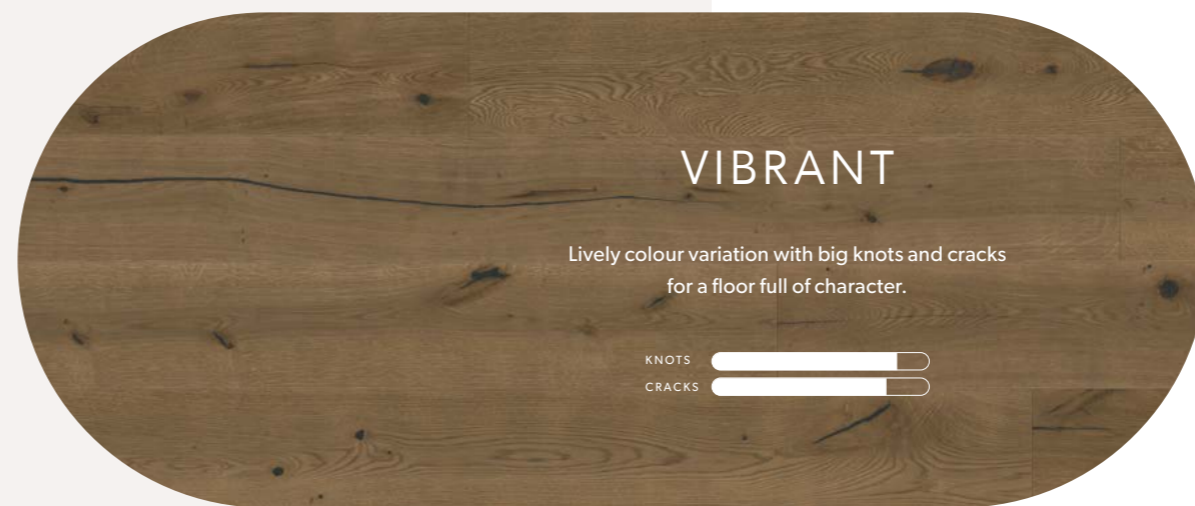 VIBRANT
Lively colour variation with big knots and cracks
for a floor full of character.
KNOTS
CRACKS